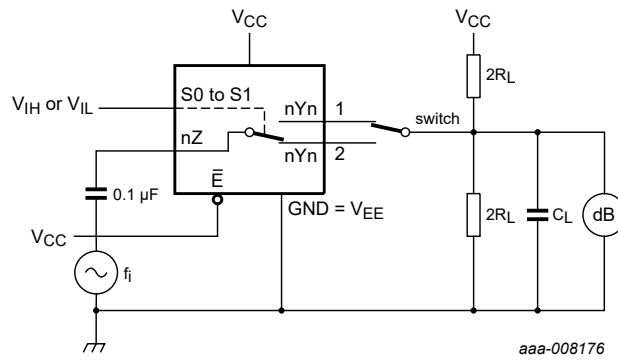 VCC
VCC
2RL
VIH or VIL
S0 to S1
nYn
1
switch
nZ
nYn
2
E̅
0.1 µF
GND = VEE
2RL
CL
dB
VCC
fi
aaa-008176